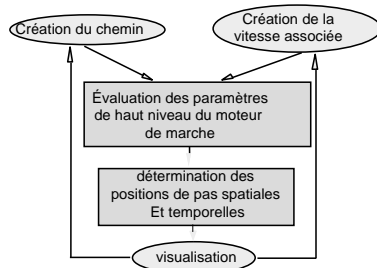 Création du chemin
Création de la
vitesse associée
Évaluation des paramètres
de haut niveau du moteur
de marche
détermination des
positions de pas spatiales
Et temporelles
visualisation